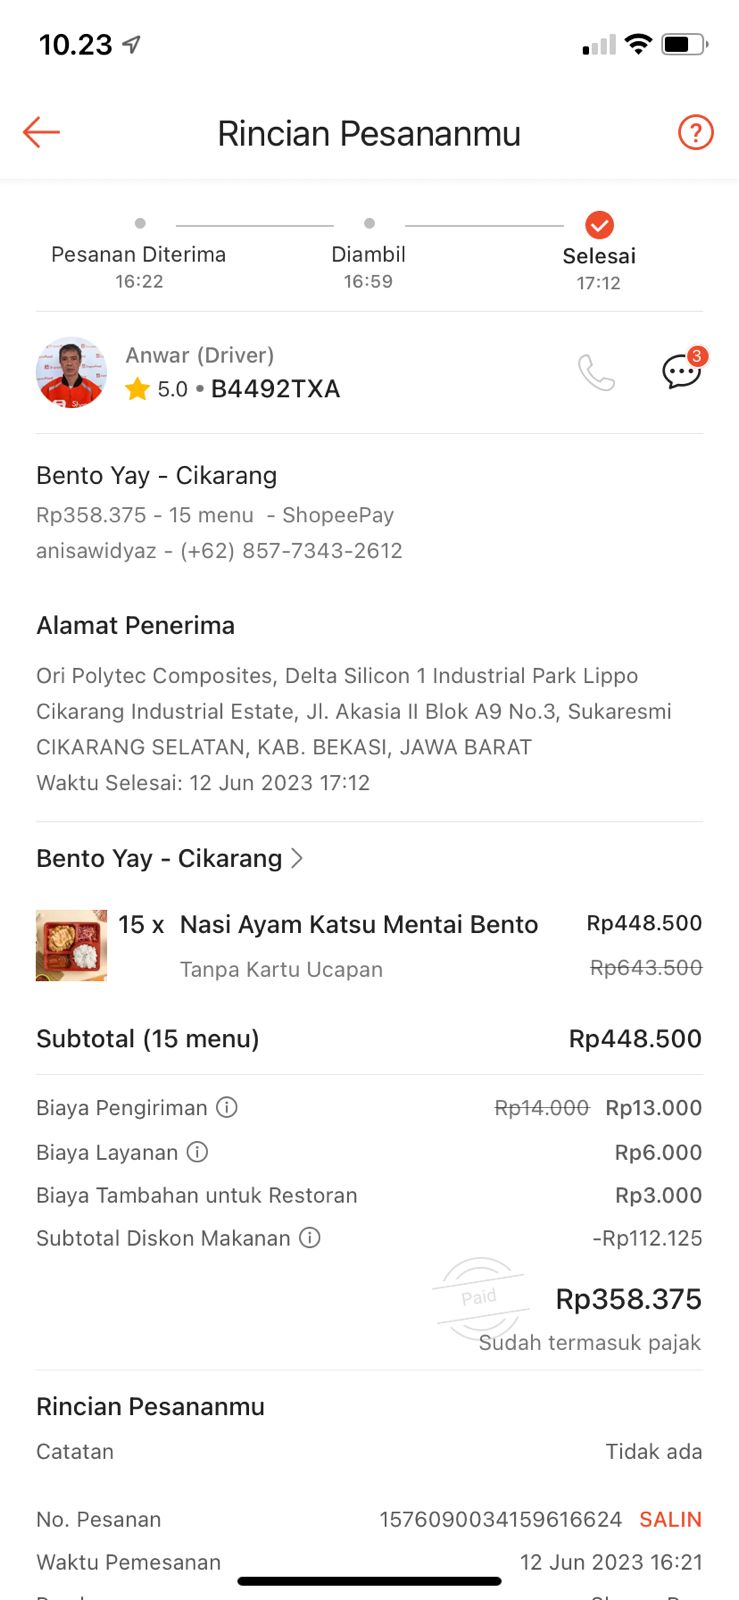 10.23
Rincian Pesananmu
?
Pesanan Diterima
16:22
Diambil
16:59
Selesai
17:12
Anwar (Driver)
5.0 • B4492TXA
3
Bento Yay - Cikarang
Rp358.375 - 15 menu - ShopeePay
anisawidyaz - (+62) 857-7343-2612
Alamat Penerima
Ori Polytec Composites, Delta Silicon 1 Industrial Park Lippo
Cikarang Industrial Estate, Jl. Akasia II Blok A9 No.3, Sukaresmi
CIKARANG SELATAN, KAB. BEKASI, JAWA BARAT
Waktu Selesai: 12 Jun 2023 17:12
Bento Yay - Cikarang >
15 x Nasi Ayam Katsu Mentai Bento Rp448.500
Tanpa Kartu Ucapan Rp643.500
Subtotal (15 menu) Rp448.500
Biaya Pengiriman Rp14.000 Rp13.000
Biaya Layanan Rp6.000
Biaya Tambahan untuk Restoran Rp3.000
Subtotal Diskon Makanan -Rp112.125
Paid
Rp358.375
Sudah termasuk pajak
Rincian Pesananmu
Catatan Tidak ada
No. Pesanan 1576090034159616624 SALIN
Waktu Pemesanan 12 Jun 2023 16:21